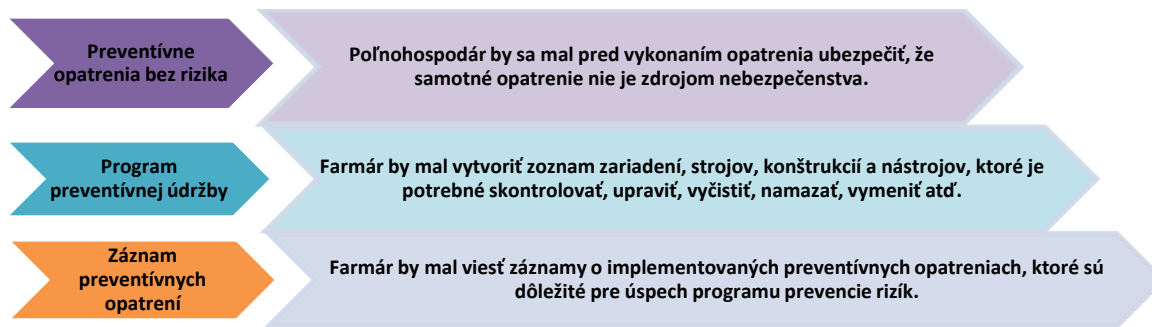 Preventívne
opatrenia bez rizika
Poľnohospodár by sa mal pred vykonaním opatrenia ubezpečiť, že
samotné opatrenie nie je zdrojom nebezpečenstva.
Program
preventívnej údržby
Farmár by mal vytvoriť zoznam zariadení, strojov, konštrukcií a nástrojov, ktoré je
potrebné skontrolovať, upraviť, vyčistiť, namazať, vymeniť atď.
Záznam
preventívnych
opatrení
Farmár by mal viesť záznamy o implementovaných preventívnych opatreniach, ktoré sú
dôležité pre úspech programu prevencie rizík.